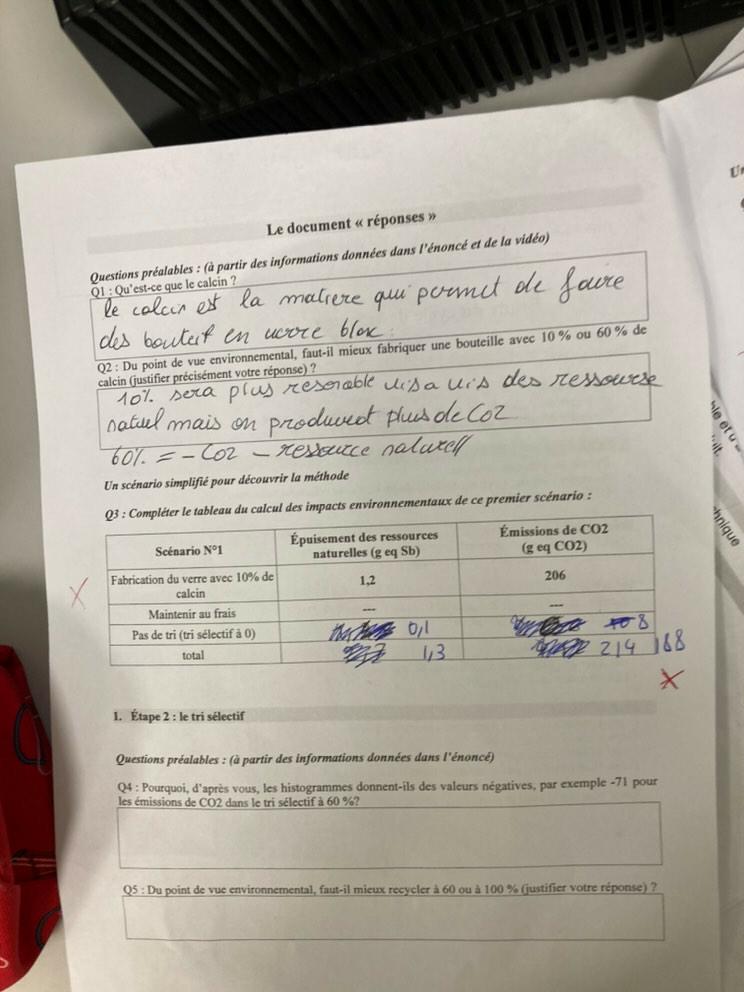 Le document « réponses »
Questions préalables : (à partir des informations données dans l'énoncé et de la vidéo)
Q1 : Qu'est-ce que le calcin ?
le calcin est la matiere qui permet de faire
des bouteif en verre blox.
Q2 : Du point de vue environnemental, faut-il mieux fabriquer une bouteille avec 10 % ou 60 % de
calcin (justifier précisément votre réponse) ?
10% sera plus resonable vis a vis des ressourse
natuel mais on produirat plus de Co2
60% = - Co2 - ressource naturell
Un scénario simplifié pour découvrir la méthode
Q3 : Compléter le tableau du calcul des impacts environnementaux de ce premier scénario :
Scénario N°1
Épuisement des ressources
naturelles (g eq Sb)
Émissions de CO2
(g eq CO2)
Fabrication du verre avec 10% de
calcin
1,2
206
Maintenir au frais
---
---
Pas de tri (tri sélectif à 0)
0,1
8
total
1,3
214
168
1. Étape 2 : le tri sélectif
Questions préalables : (à partir des informations données dans l'énoncé)
Q4 : Pourquoi, d'après vous, les histogrammes donnent-ils des valeurs négatives, par exemple -71 pour
les émissions de CO2 dans le tri sélectif à 60 %?
Q5 : Du point de vue environnemental, faut-il mieux recycler à 60 ou à 100 % (justifier votre réponse) ?